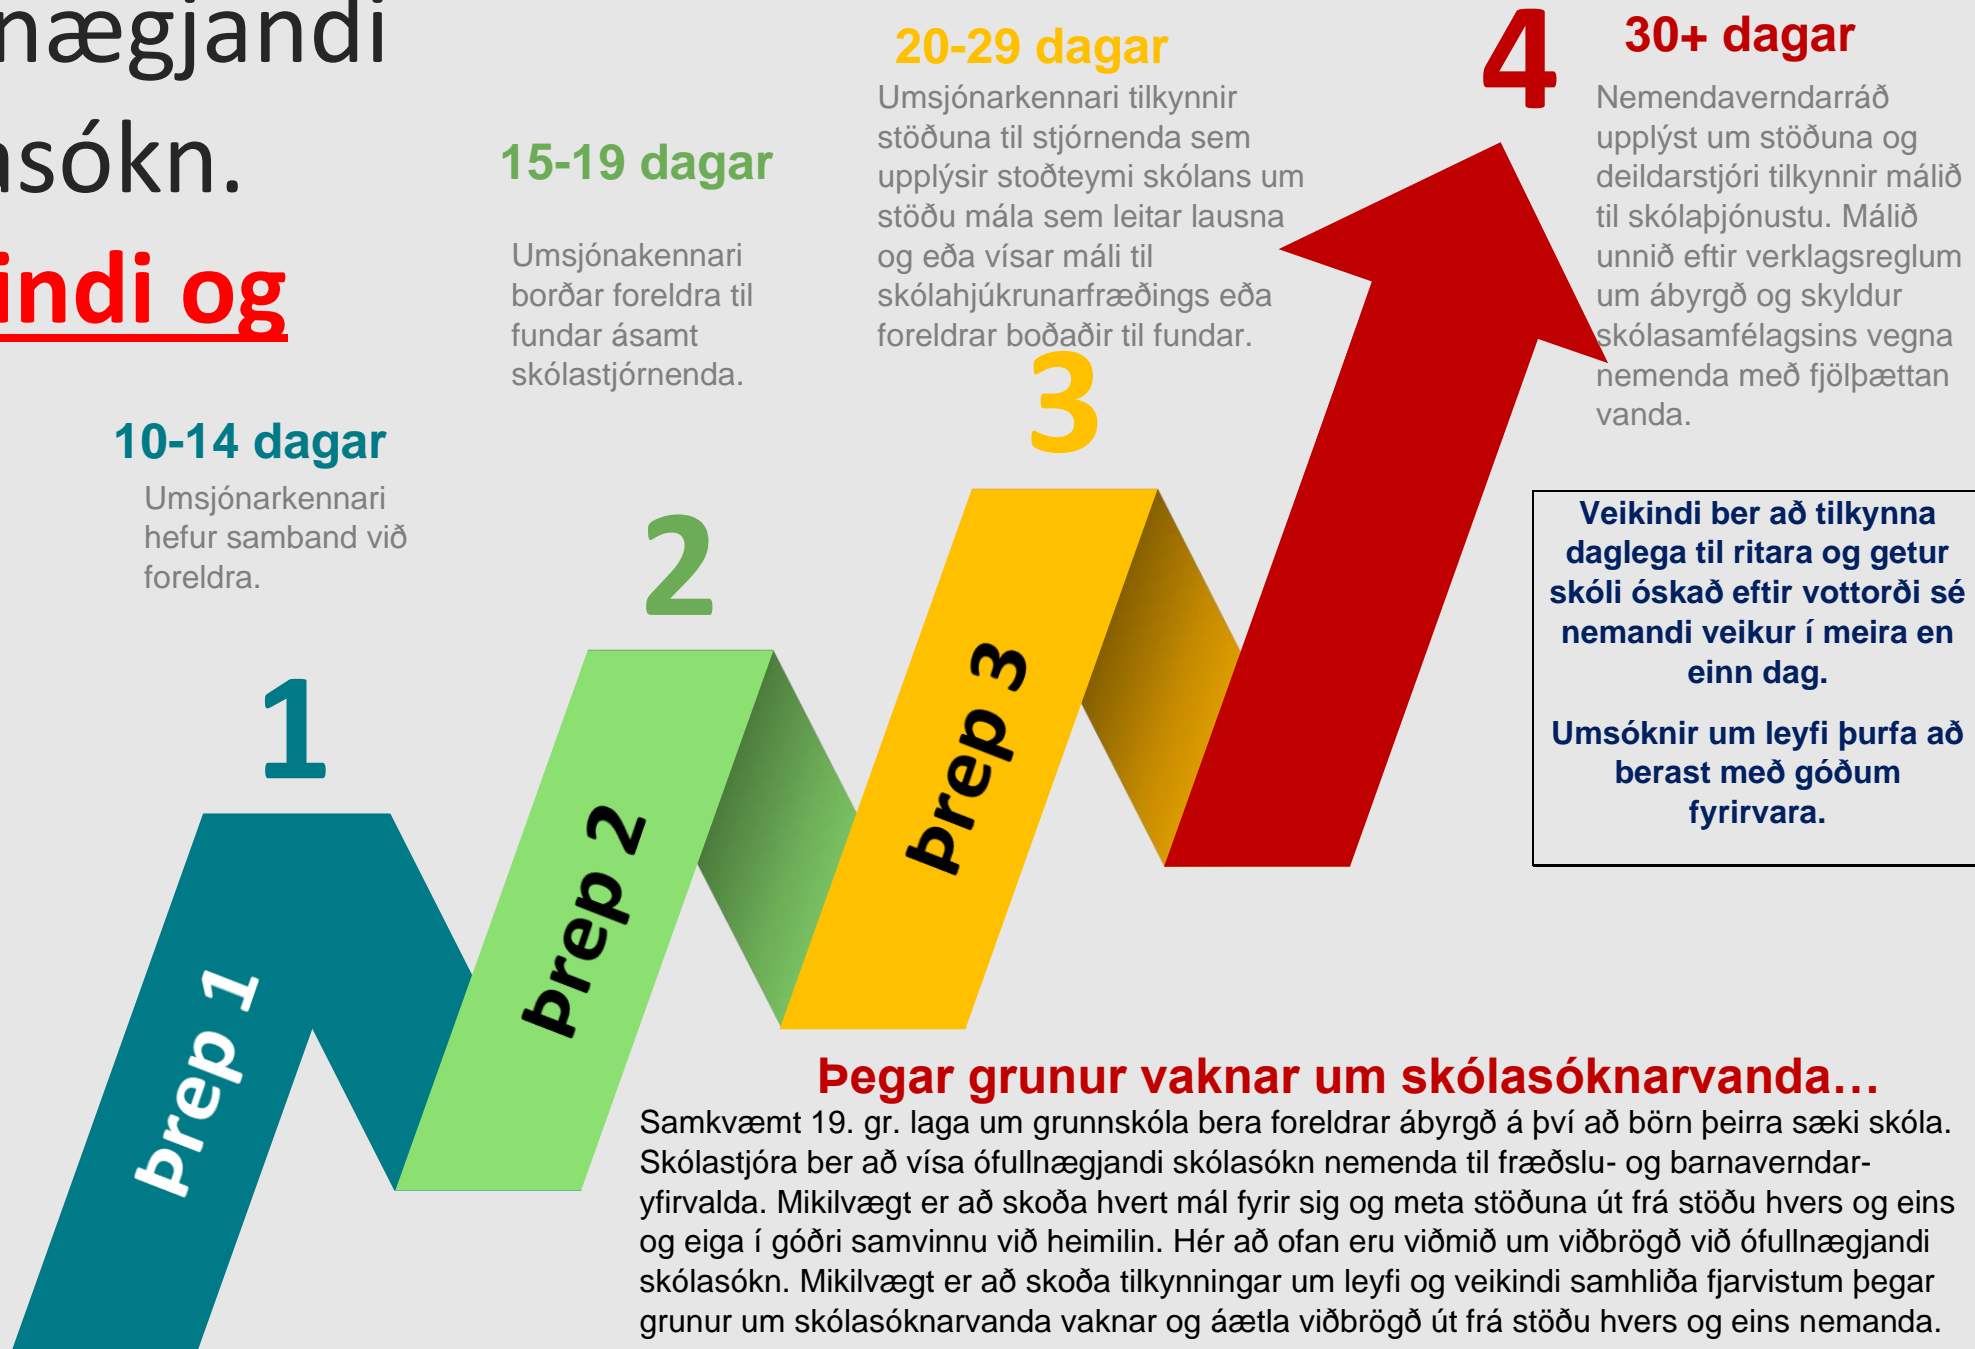 nægjandi
asókn.
indi og
10-14 dagar
Umsjónarkennari
hefur samband við
foreldra.
1
Þrep 1
15-19 dagar
Umsjónakennari
borðar foreldra til
fundar ásamt
skólastjórnenda.
2
Þrep 2
20-29 dagar
Umsjónarkennari tilkynnir
stöðuna til stjórnenda sem
upplýsir stoðteymi skólans um
stöðu mála sem leitar lausna
og eða vísar máli til
skólahjúkrunarfræðings eða
foreldrar boðaðir til fundar.
3
Þrep 3
4
30+ dagar
Nemendaverndarráð
upplýst um stöðuna og
deildarstjóri tilkynnir málið
til skólaþjónustu. Málið
unnið eftir verklagsreglum
um ábyrgð og skyldur
skólasamfélagsins vegna
nemenda með fjölþættan
vanda.
Veikindi ber að tilkynna
daglega til ritara og getur
skóli óskað eftir vottorði sé
nemandi veikur í meira en
einn dag.
Umsóknir um leyfi þurfa að
berast með góðum
fyrirvara.
Þegar grunur vaknar um skólasóknarvanda…
Samkvæmt 19. gr. laga um grunnskóla bera foreldrar ábyrgð á því að börn þeirra sæki skóla.
Skólastjóra ber að vísa ófullnægjandi skólasókn nemenda til fræðslu- og barnaverndar-
yfirvalda. Mikilvægt er að skoða hvert mál fyrir sig og meta stöðuna út frá stöðu hvers og eins
og eiga í góðri samvinnu við heimilin. Hér að ofan eru viðmið um viðbrögð við ófullnægjandi
skólasókn. Mikilvægt er að skoða tilkynningar um leyfi og veikindi samhliða fjarvistum þegar
grunur um skólasóknarvanda vaknar og áætla viðbrögð út frá stöðu hvers og eins nemanda.